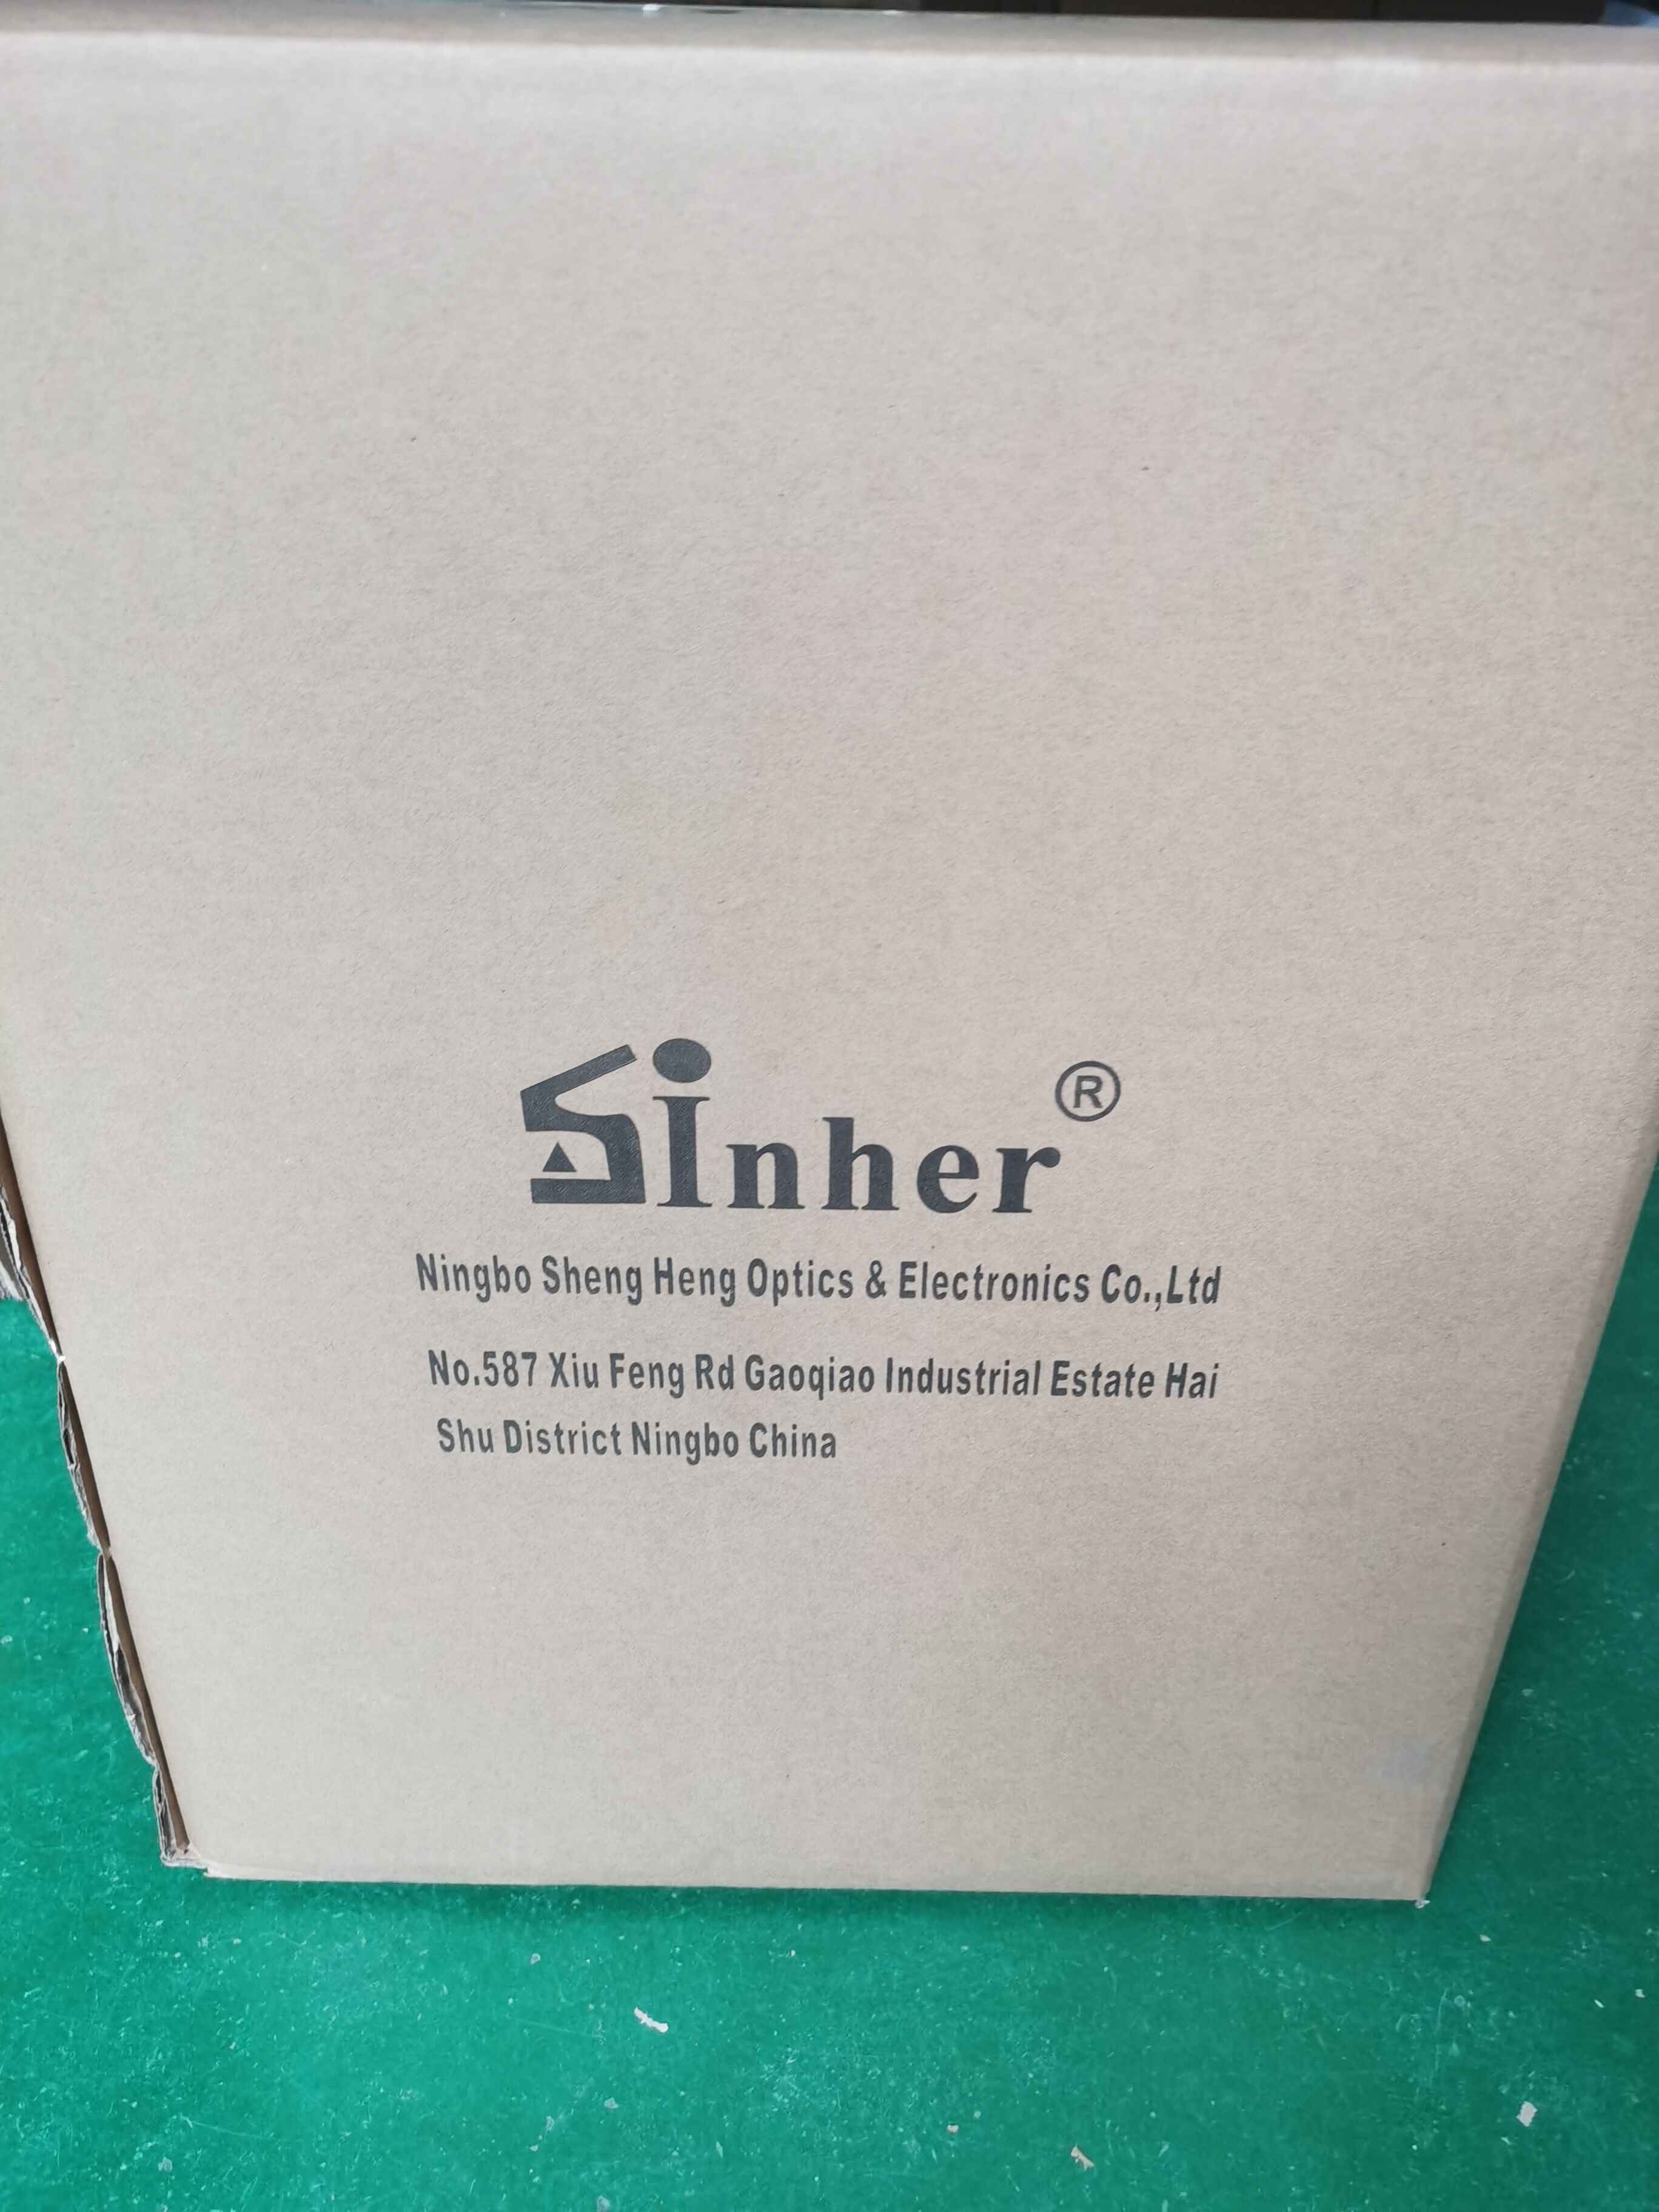 Sinher®
Ningbo Sheng Heng Optics & Electronics Co.,Ltd
No.587 Xiu Feng Rd Gaoqiao Industrial Estate Hai
Shu District Ningbo China